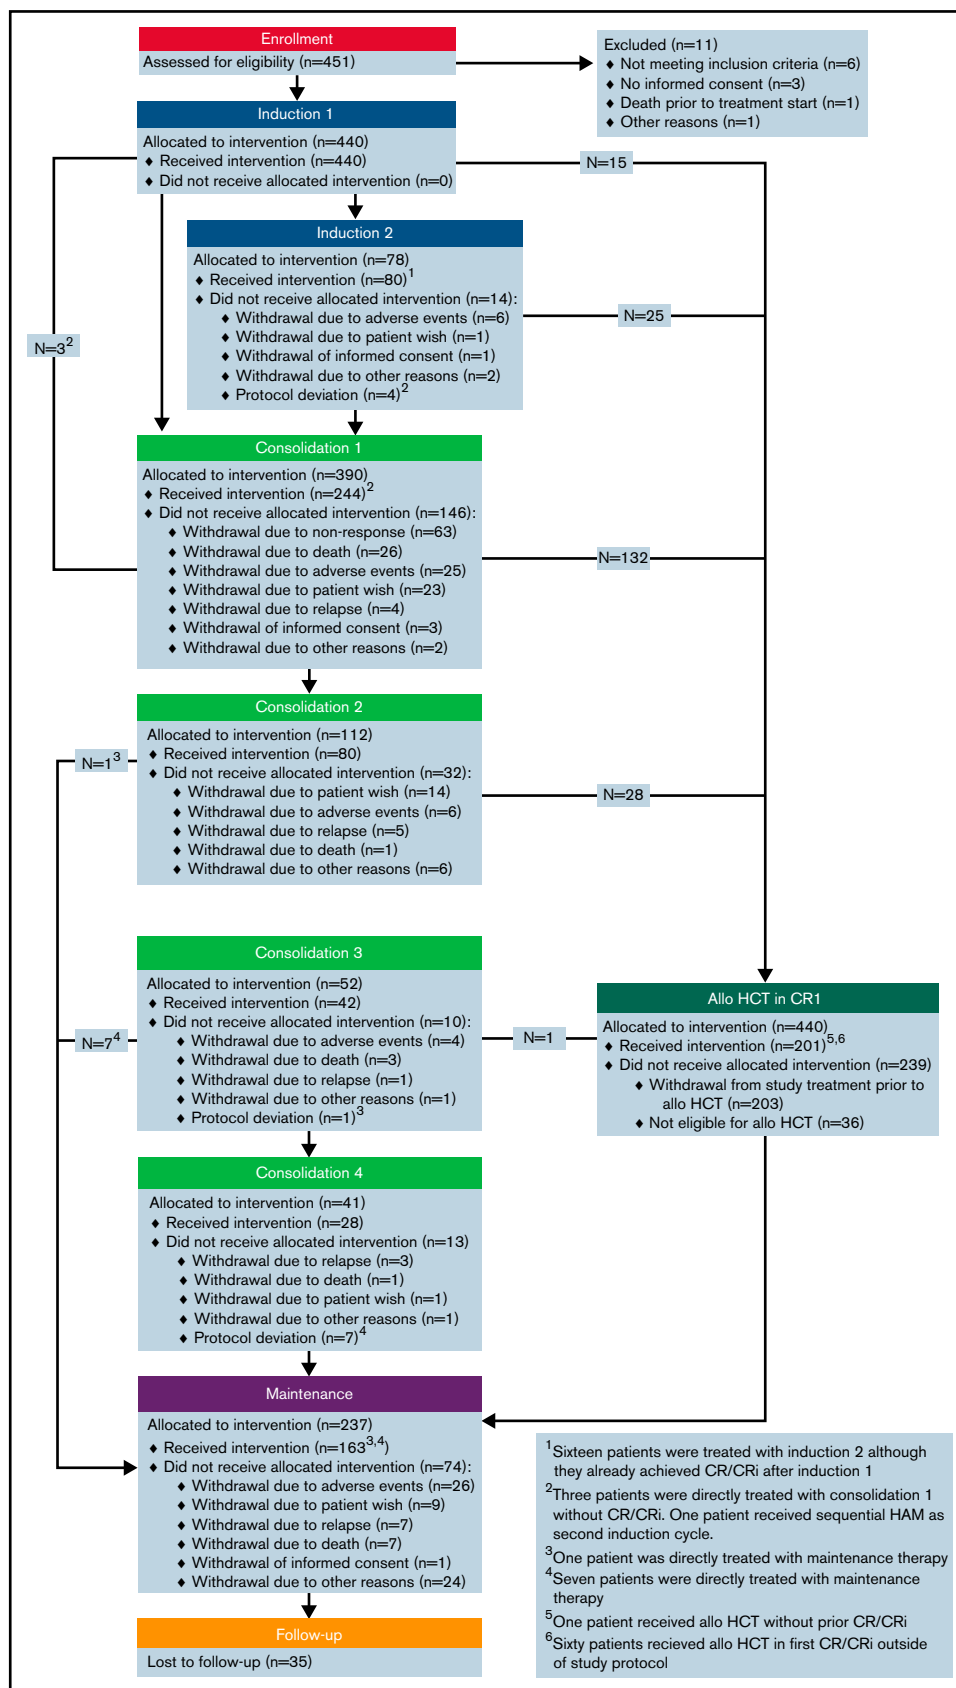 Enrollment
Assessed for eligibility (n=451)
Excluded (n=11)
♦ Not meeting inclusion criteria (n=6)
♦ No informed consent (n=3)
♦ Death prior to treatment start (n=1)
♦ Other reasons (n=1)
Induction 1
Allocated to intervention (n=440)
♦ Received intervention (n=440)
♦ Did not receive allocated intervention (n=0)
N=15
Induction 2
Allocated to intervention (n=78)
♦ Received intervention (n=80)1
♦ Did not receive allocated intervention (n=14):
♦ Withdrawal due to adverse events (n=6)
♦ Withdrawal due to patient wish (n=1)
♦ Withdrawal of informed consent (n=1)
♦ Withdrawal due to other reasons (n=2)
♦ Protocol deviation (n=4)2
N=25
N=32
Consolidation 1
Allocated to intervention (n=390)
♦ Received intervention (n=244)2
♦ Did not receive allocated intervention (n=146):
♦ Withdrawal due to non-response (n=63)
♦ Withdrawal due to death (n=26)
♦ Withdrawal due to adverse events (n=25)
♦ Withdrawal due to patient wish (n=23)
♦ Withdrawal due to relapse (n=4)
♦ Withdrawal of informed consent (n=3)
♦ Withdrawal due to other reasons (n=2)
N=132
Consolidation 2
Allocated to intervention (n=112)
♦ Received intervention (n=80)
♦ Did not receive allocated intervention (n=32):
♦ Withdrawal due to patient wish (n=14)
♦ Withdrawal due to adverse events (n=6)
♦ Withdrawal due to relapse (n=5)
♦ Withdrawal due to death (n=1)
♦ Withdrawal due to other reasons (n=6)
N=13
N=28
Consolidation 3
Allocated to intervention (n=52)
♦ Received intervention (n=42)
♦ Did not receive allocated intervention (n=10):
♦ Withdrawal due to adverse events (n=4)
♦ Withdrawal due to death (n=3)
♦ Withdrawal due to relapse (n=1)
♦ Withdrawal due to other reasons (n=1)
♦ Protocol deviation (n=1)3
N=74
N=1
Allo HCT in CR1
Allocated to intervention (n=440)
♦ Received intervention (n=201)5,6
♦ Did not receive allocated intervention (n=239)
♦ Withdrawal from study treatment prior to
allo HCT (n=203)
♦ Not eligible for allo HCT (n=36)
Consolidation 4
Allocated to intervention (n=41)
♦ Received intervention (n=28)
♦ Did not receive allocated intervention (n=13)
♦ Withdrawal due to relapse (n=3)
♦ Withdrawal due to death (n=1)
♦ Withdrawal due to patient wish (n=1)
♦ Withdrawal due to other reasons (n=1)
♦ Protocol deviation (n=7)4
Maintenance
Allocated to intervention (n=237)
♦ Received intervention (n=1633,4)
♦ Did not receive allocated intervention (n=74):
♦ Withdrawal due to adverse events (n=26)
♦ Withdrawal due to patient wish (n=9)
♦ Withdrawal due to relapse (n=7)
♦ Withdrawal due to death (n=7)
♦ Withdrawal of informed consent (n=1)
♦ Withdrawal due to other reasons (n=24)
Follow-up
Lost to follow-up (n=35)
1Sixteen patients were treated with induction 2 although
they already achieved CR/CRi after induction 1
2Three patients were directly treated with consolidation 1
without CR/CRi. One patient received sequential HAM as
second induction cycle.
3One patient was directly treated with maintenance therapy
4Seven patients were directly treated with maintenance
therapy
5One patient received allo HCT without prior CR/CRi
6Sixty patients recieved allo HCT in first CR/CRi outside
of study protocol